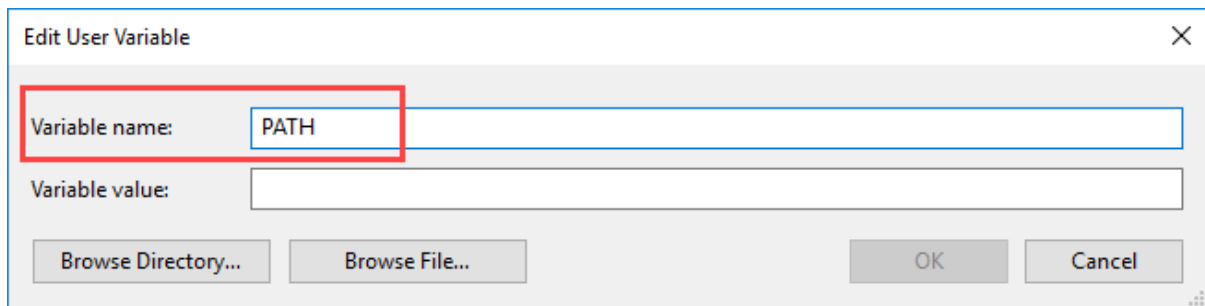 Edit User Variable
Variable name: PATH
Variable value:
Browse Directory... Browse File... OK Cancel